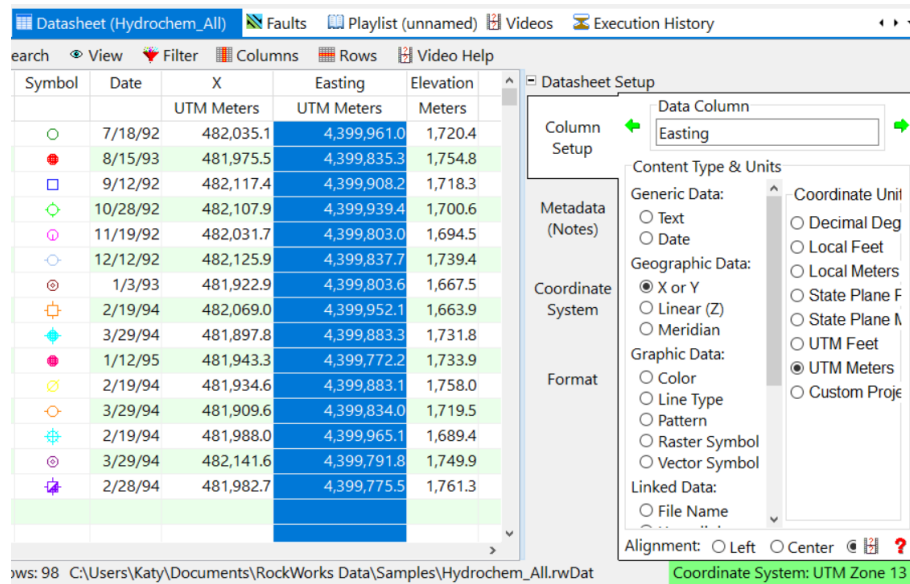 Datasheet (Hydrochem_All) Faults Playlist (unnamed) Videos Execution History
earch View Filter Columns Rows Video Help
Symbol Date X Easting Elevation
UTM Meters UTM Meters Meters
7/18/92 482,035.1 4,399,961.0 1,720.4
8/15/93 481,975.5 4,399,835.3 1,754.8
9/12/92 482,117.4 4,399,908.2 1,718.3
10/28/92 482,107.9 4,399,939.4 1,700.6
11/19/92 482,031.7 4,399,803.0 1,694.5
12/12/92 482,125.9 4,399,837.7 1,739.4
1/3/93 481,922.9 4,399,803.6 1,667.5
2/19/94 482,069.0 4,399,952.1 1,663.9
3/29/94 481,897.8 4,399,883.3 1,731.8
1/12/95 481,943.3 4,399,772.2 1,733.9
2/19/94 481,934.6 4,399,883.1 1,758.0
3/29/94 481,909.6 4,399,834.0 1,719.5
2/19/94 481,988.0 4,399,965.1 1,689.4
3/29/94 482,141.6 4,399,791.8 1,749.9
2/28/94 481,982.7 4,399,775.5 1,761.3
Datasheet Setup
Column
Setup
Metadata
(Notes)
Coordinate
System
Format
Data Column
Easting
Content Type & Units
Generic Data:
Text
Date
Geographic Data:
X or Y
Linear (Z)
Meridian
Graphic Data:
Color
Line Type
Pattern
Raster Symbol
Vector Symbol
Linked Data:
File Name
Coordinate Unit
Decimal Deg
Local Feet
Local Meters
State Plane F
State Plane M
UTM Feet
UTM Meters
Custom Proje
Alignment: Left Center ?
ows: 98 C:\Users\Katy\Documents\RockWorks Data\Samples\Hydrochem_All.rwDat Coordinate System: UTM Zone 13